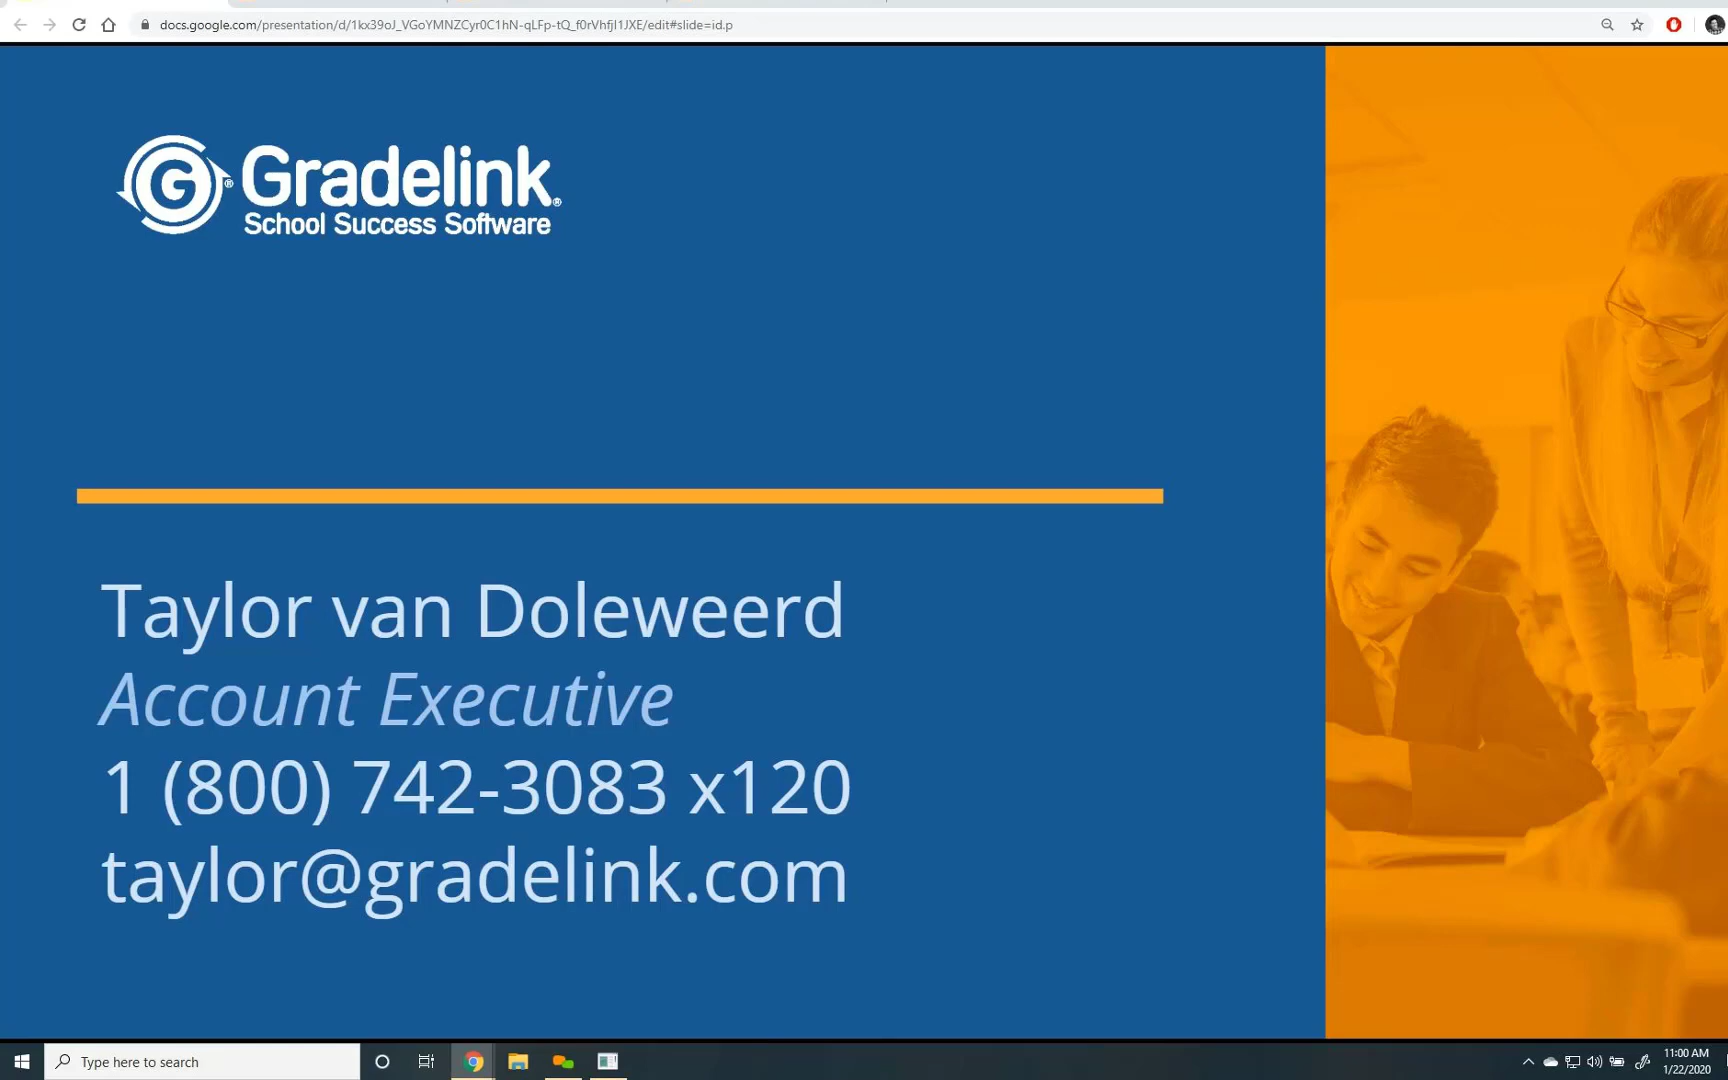 docs.google.com/presentation/d/1kx39oJ_VGoYMNZCyr0C1hN-qLFp-tQ_f0rVhfjI1JXE/edit#slide=id.p
G
Gradelink
School Success Software
Taylor van Doleweerd
Account Executive
1 (800) 742-3083 x120
taylor@gradelink.com
Type here to search
11:00 AM
1/22/2020